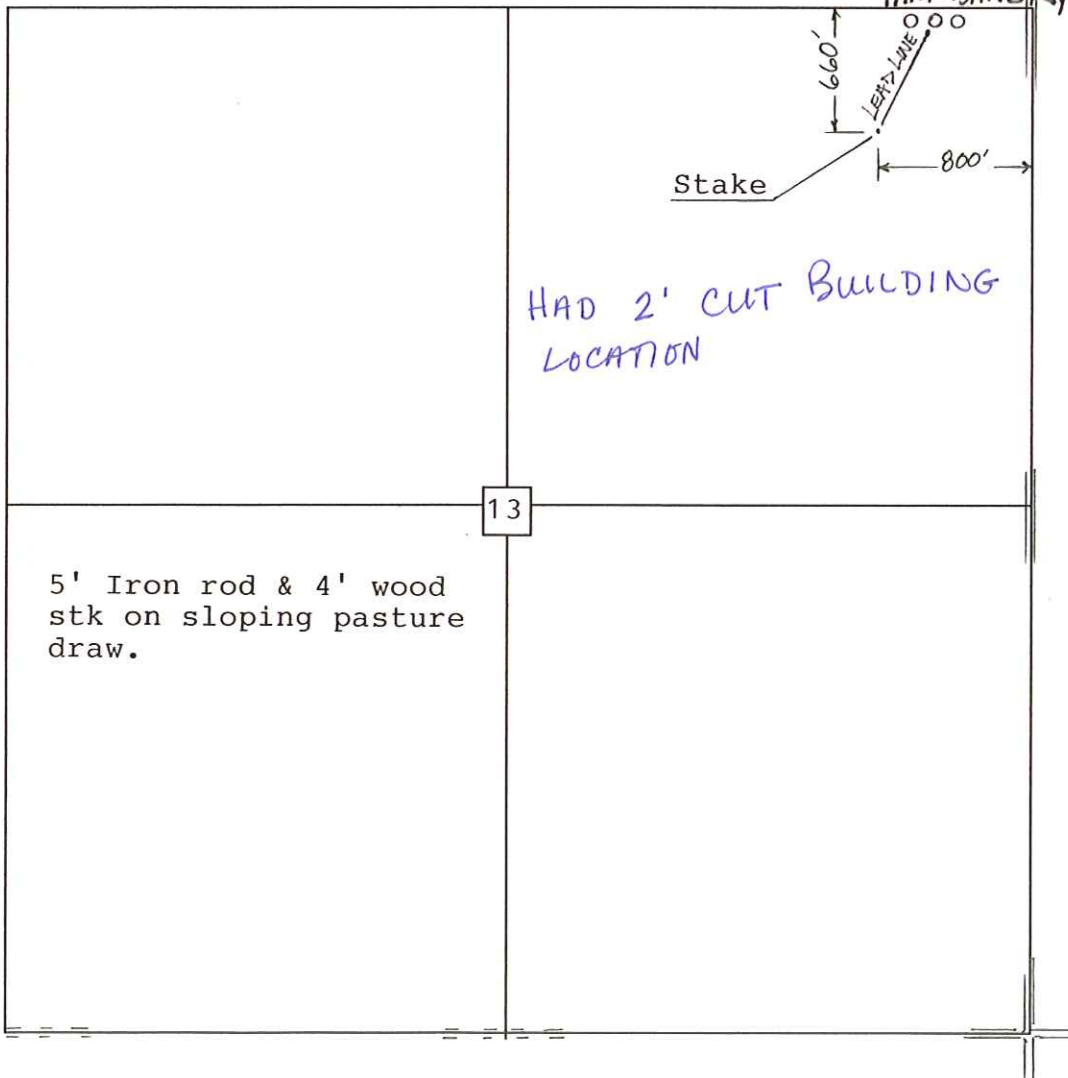 660'
LEAD LINE
800'
Stake
HAD 2' CUT BUILDING
LOCATION
13
5' Iron rod & 4' wood
stk on sloping pasture
draw.